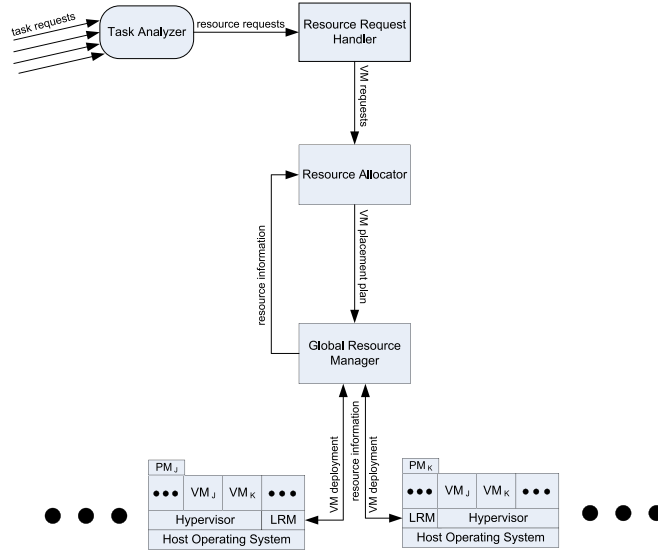 task requests
Task Analyzer
resource requests
Resource Request
Handler
VM requests
Resource Allocator
resource information
VM placement plan
Global Resource
Manager
VM deployment
resource information
VM deployment
PM J
VM J
VM K
Hypervisor
LRM
Host Operating System
PM K
VM J
VM K
LRM
Hypervisor
Host Operating System